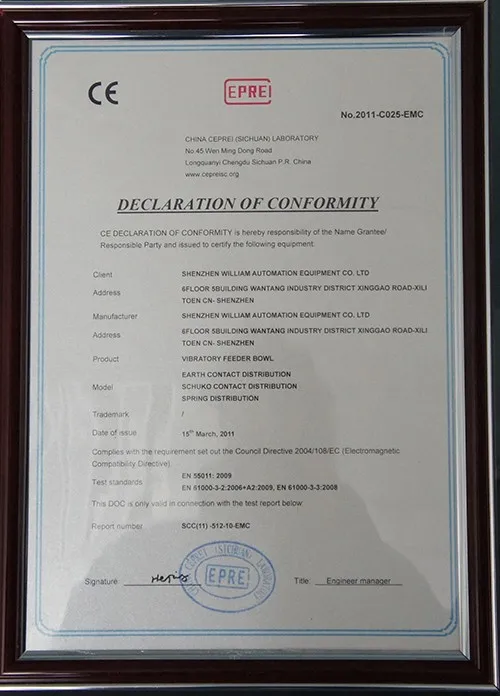 CE
CEPREI
No.2011-C025-EMC
CHINA CEPREI (SICHUAN) LABORATORY
No.45 Wen Ming Dong Road
Longquanyi Chengdu Sichuan P.R. China
www.cepreisc.org
DECLARATION OF CONFORMITY
CE DECLARATION OF CONFORMITY is hereby responsibility of the Name Grantee/
Responsible Party and issued to certify the following equipment:
Client SHENZHEN WILLIAM AUTOMATION EQUIPMENT CO. LTD
Address 6FLOOR 5BUILDING WANTANG INDUSTRY DISTRICT XINGGAO ROAD-XILI
TOEN CN- SHENZHEN
Manufacturer SHENZHEN WILLIAM AUTOMATION EQUIPMENT CO. LTD
Address 6FLOOR 5BUILDING WANTANG INDUSTRY DISTRICT XINGGAO ROAD-XILI
TOEN CN- SHENZHEN
Product VIBRATORY FEEDER BOWL
EARTH CONTACT DISTRIBUTION
Model SCHUKO CONTACT DISTRIBUTION
SPRING DISTRIBUTION
Trademark /
Date of issue 15th March, 2011
Complies with the requirement set out the Council Directive 2004/108/EC (Electromagnetic
Compatibility Directive).
EN 55011: 2009
Test standards
EN 61000-3-2:2006+A2:2009, EN 61000-3-3:2008
This DOC is only valid in connection with the test report below
Report number SCC(11) -512-10-EMC
CEPREI
Signature: Title: Engineer manager